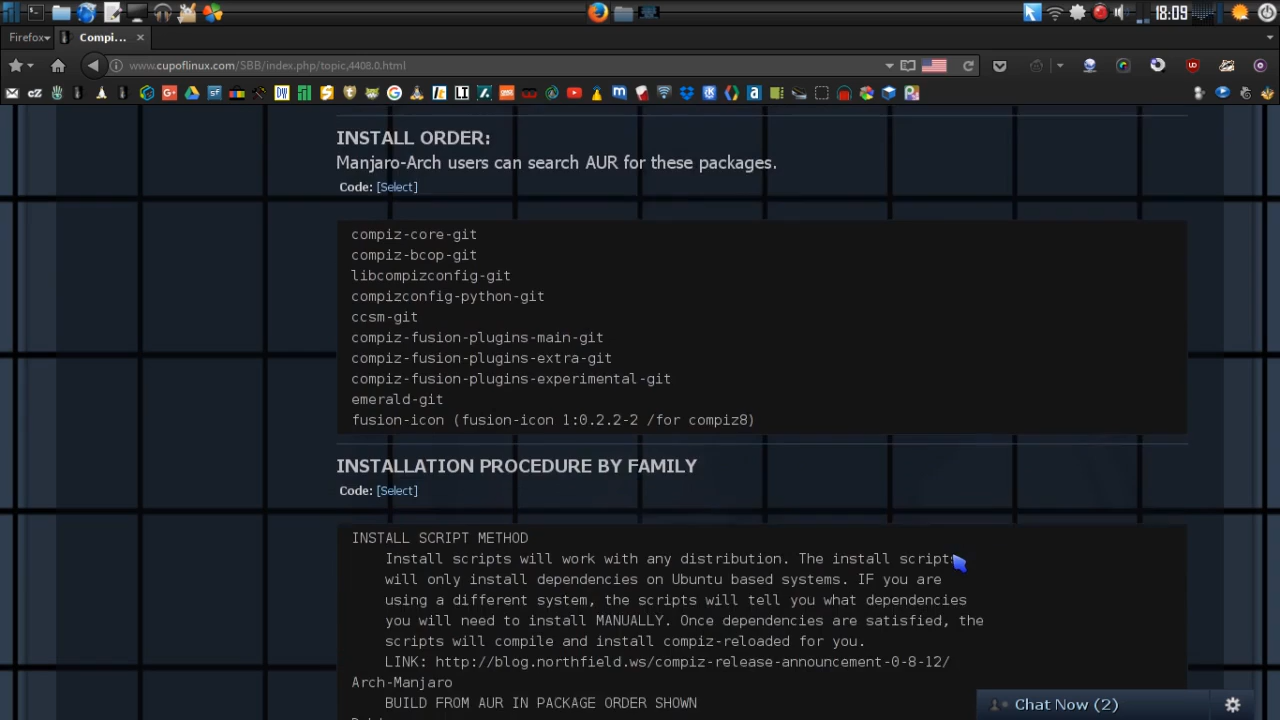 18:09
Firefox
Compiz...
www.cupoflinux.com/SBB/index.php/topic,4408.0.html
INSTALL ORDER:
Manjaro-Arch users can search AUR for these packages.
Code: [Select]
compiz-core-git
compiz-bcop-git
libcompizconfig-git
compizconfig-python-git
ccsm-git
compiz-fusion-plugins-main-git
compiz-fusion-plugins-extra-git
compiz-fusion-plugins-experimental-git
emerald-git
fusion-icon (fusion-icon 1:0.2.2-2 /for compiz8)
INSTALLATION PROCEDURE BY FAMILY
Code: [Select]
INSTALL SCRIPT METHOD
Install scripts will work with any distribution. The install scripts
will only install dependencies on Ubuntu based systems. IF you are
using a different system, the scripts will tell you what dependencies
you will need to install MANUALLY. Once dependencies are satisfied, the
scripts will compile and install compiz-reloaded for you.
LINK: http://blog.northfield.ws/compiz-release-announcement-0-8-12/
Arch-Manjaro
BUILD FROM AUR IN PACKAGE ORDER SHOWN
Chat Now (2)